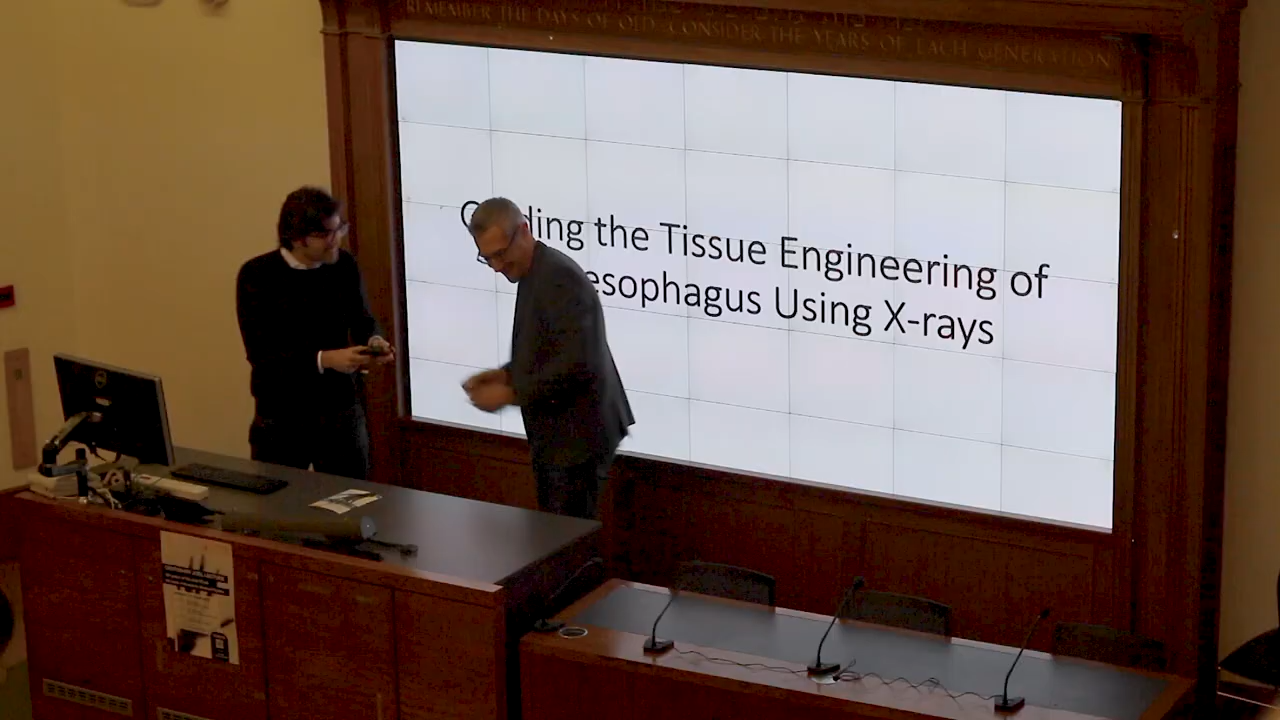 REMEMBER THE DAYS OF OLD CONSIDER THE YEARS OF EACH GENERATION
ding the Tissue Engineering of
esophagus Using X-rays
DELL